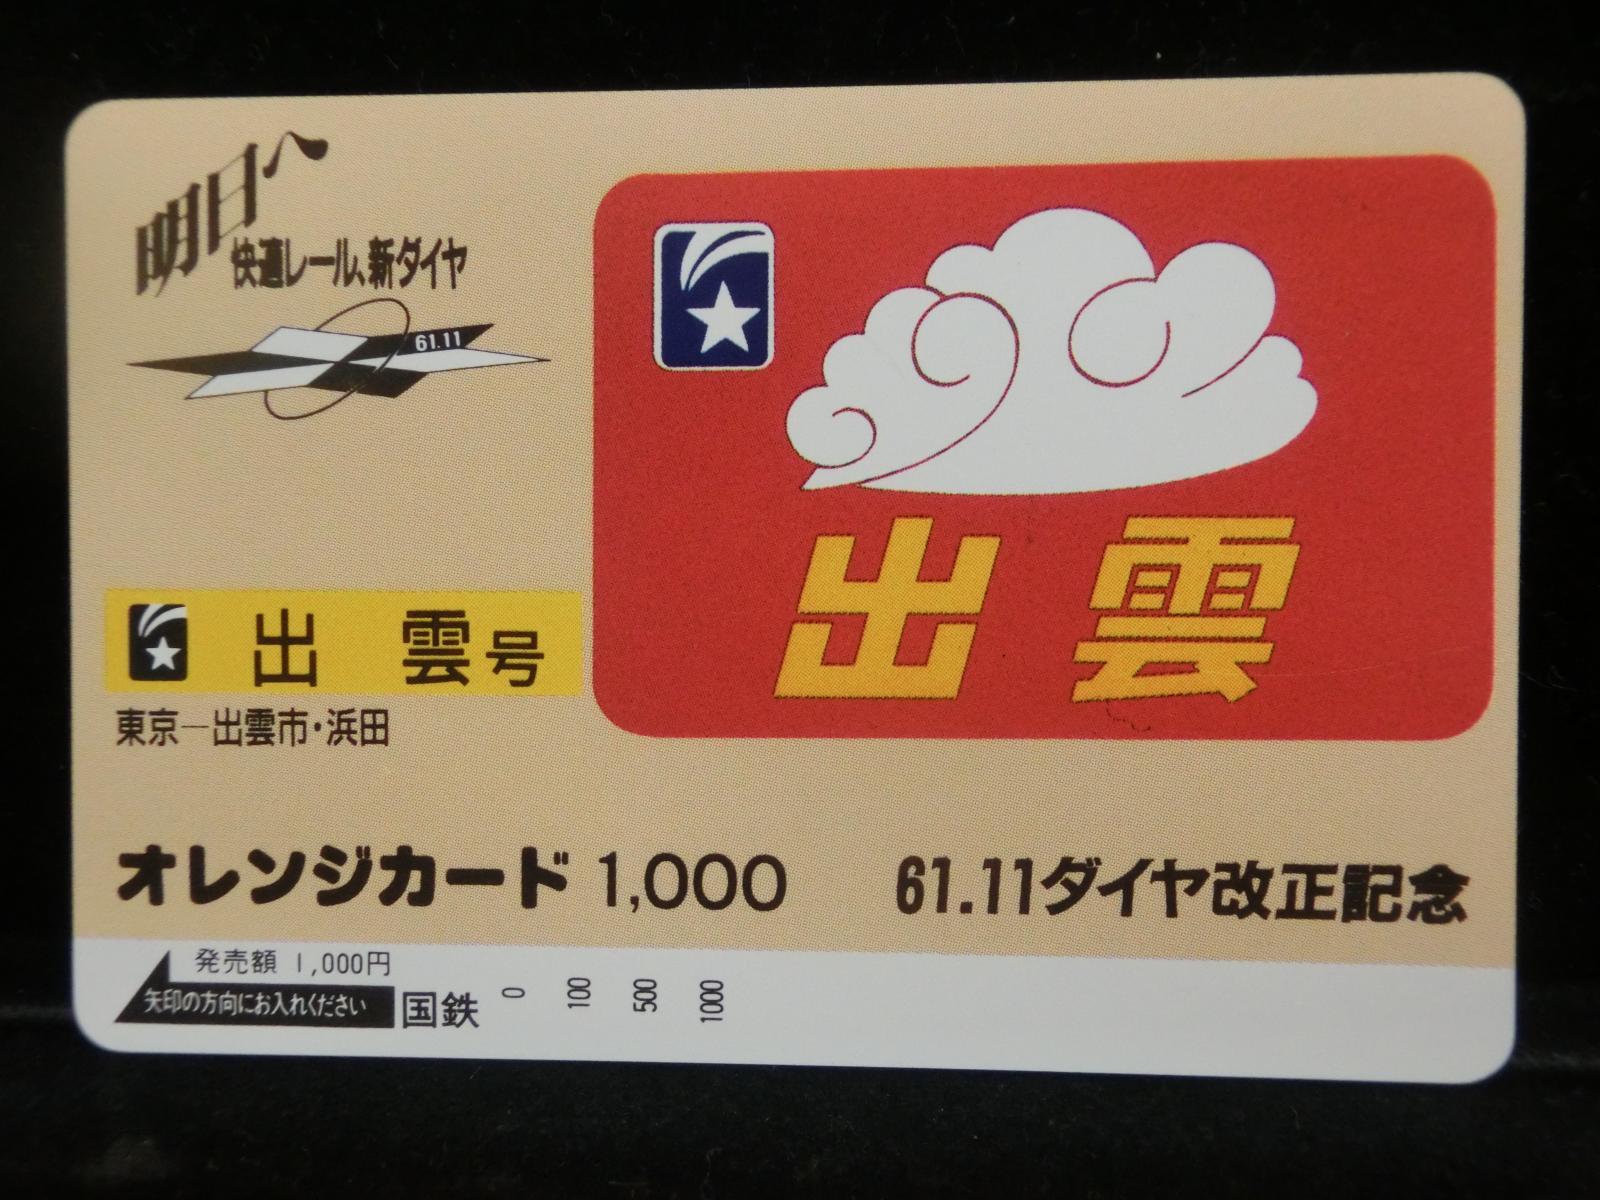 明日へ
快適レール、新ダイヤ
61.11
出雲
出雲号
東京―出雲市・浜田
オレンジカード 1,000
61.11ダイヤ改正記念
発売額 1,000円
矢印の方向にお入れください
国鉄 0 100 500 1000